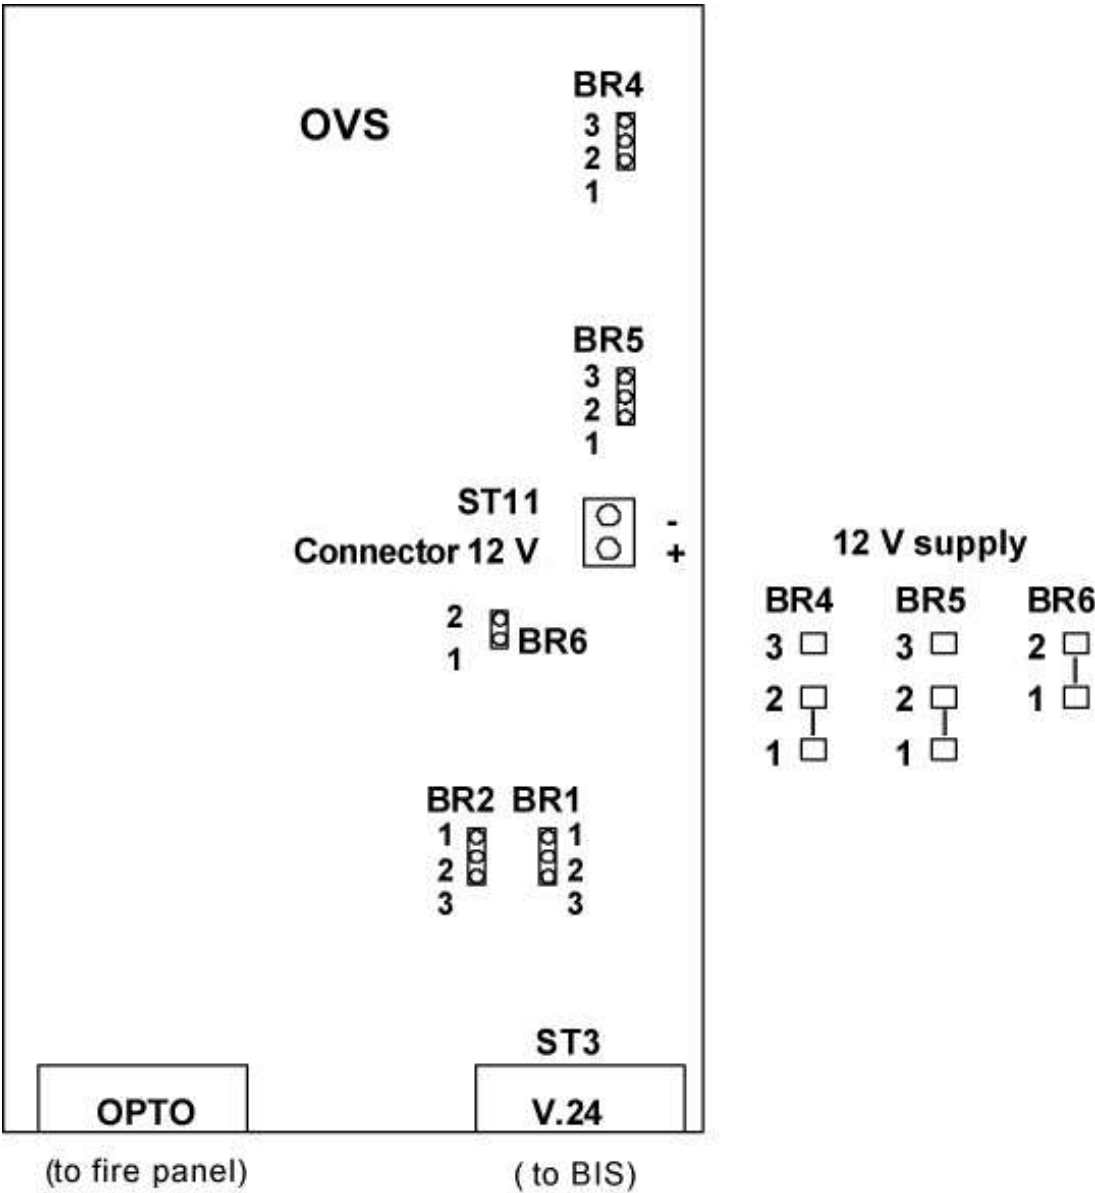 BR4
OVS
3
2
1
BR5
3
2
1
ST11
Connector 12 V
-
+
2
1
BR6
12 V supply
BR4 BR5 BR6
3 3 2
2 2 1
1 1
BR2 BR1
1 1
2 2
3 3
ST3
OPTO V.24
(to fire panel) ( to BIS)